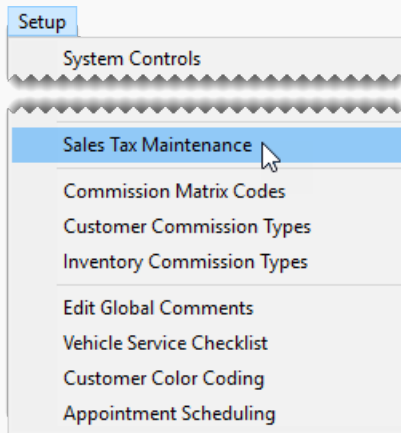 Setup
System Controls
Sales Tax Maintenance
Commission Matrix Codes
Customer Commission Types
Inventory Commission Types
Edit Global Comments
Vehicle Service Checklist
Customer Color Coding
Appointment Scheduling